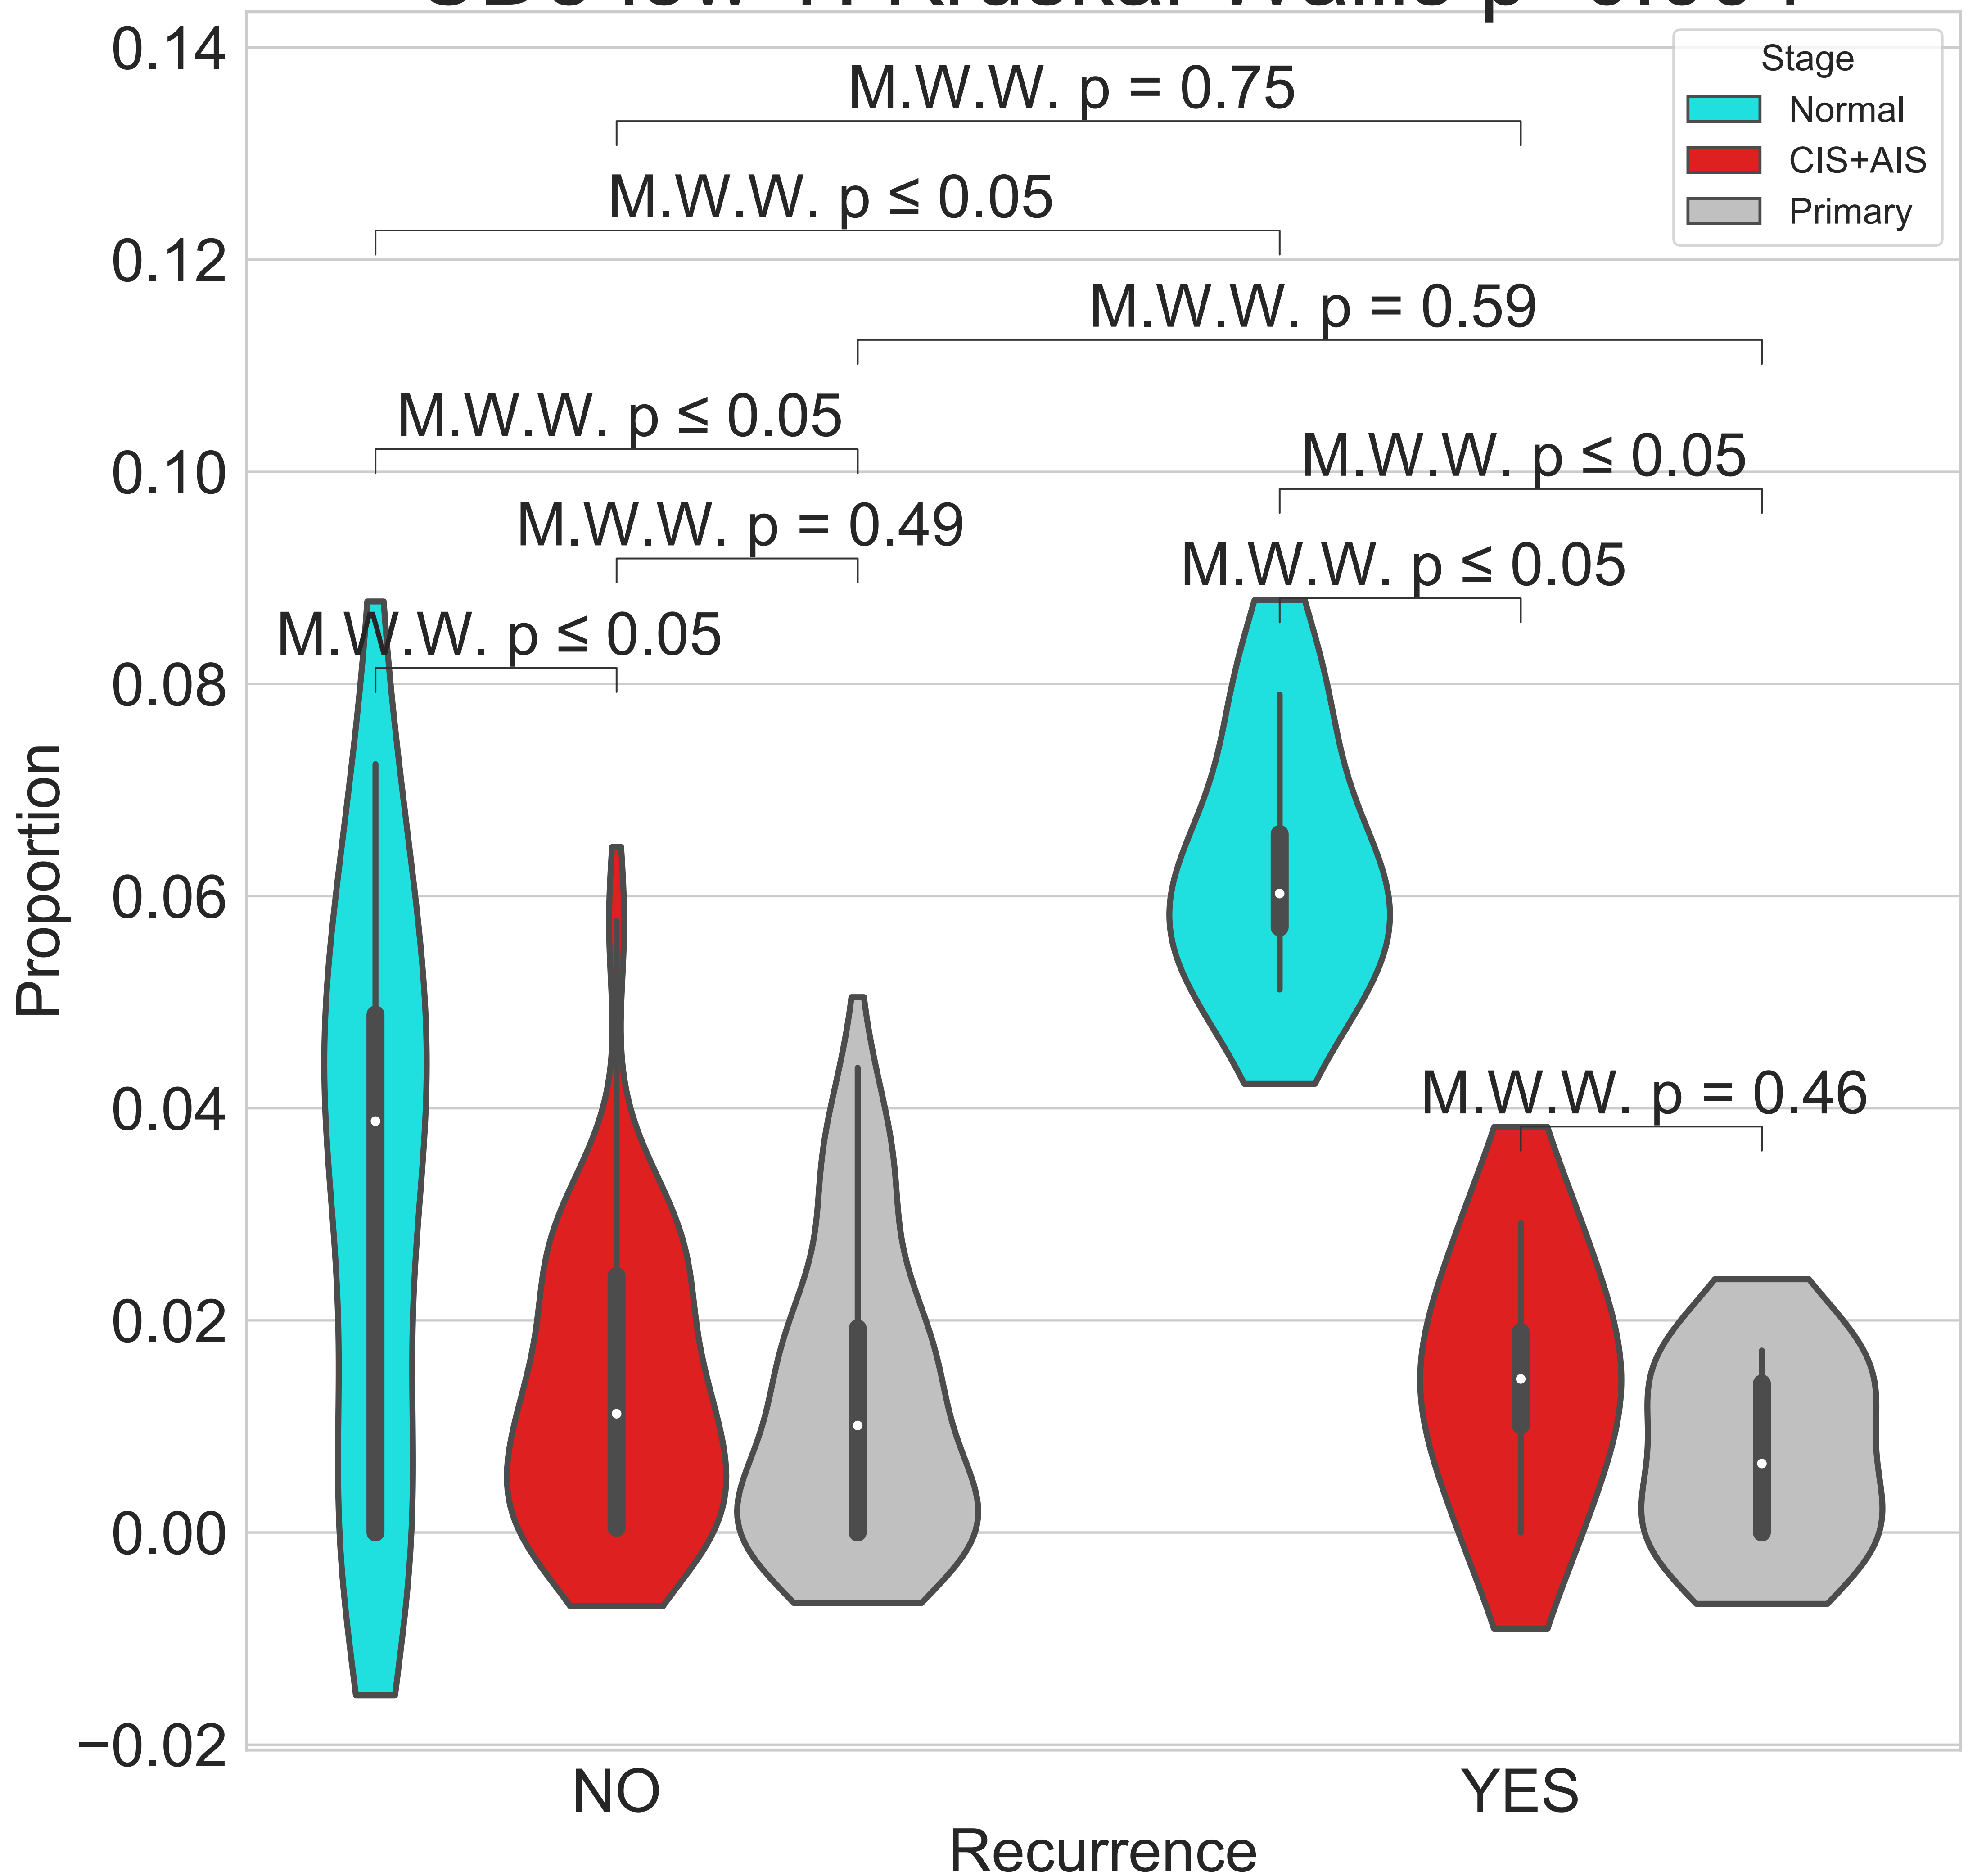 0.14
0.12
0.10
0.08
0.06
0.04
0.02
0.00
−0.02
Proportion
M.W.W. p = 0.75
M.W.W. p ≤ 0.05
M.W.W. p = 0.59
M.W.W. p ≤ 0.05
M.W.W. p ≤ 0.05
M.W.W. p = 0.49
M.W.W. p ≤ 0.05
M.W.W. p ≤ 0.05
M.W.W. p = 0.46
Stage
Normal
CIS+AIS
Primary
NO
YES
Recurrence